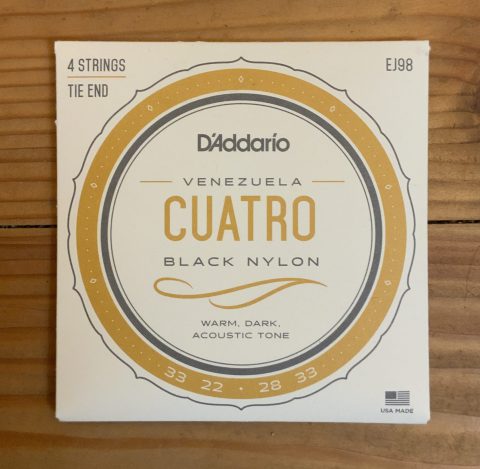 4 STRINGS
TIE END
EJ98
D'Addario
VENEZUELA
CUATRO
BLACK NYLON
WARM, DARK,
ACOUSTIC TONE
33 22 • 28 33
USA MADE